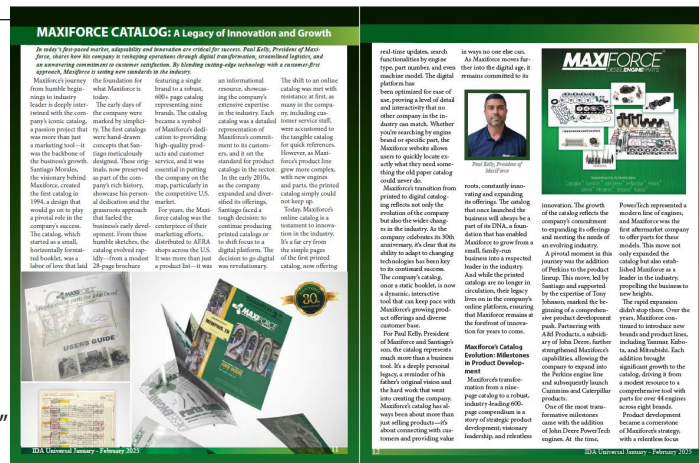 MAXIFORCE CATALOG: A Legacy of Innovation and Growth
In today's fast-paced market, adaptability and innovation are critical for success. Paul Kelly, President of Maxi-
force, shares how his company is reshaping operations through digital transformation, streamlined logistics, and
an unwavering commitment to customer satisfaction. By blending cutting-edge technology with a customer-first
approach, Maxiforce is setting new standards in the industry.
Maxiforce's journey
from humble begin-
nings to industry
leader is deeply inter-
twined with the com-
pany's iconic catalog,
a passion project that
was more than just
a marketing tool—it
was the backbone of
the business's growth.
Santiago Morales,
the visionary behind
Maxiforce, created
the first catalog in
1994, a design that
would go on to play
a pivotal role in the
company's success.
The catalog, which
started as a small,
horizontally format-
ted booklet, was a
labor of love that laid
the foundation for
what Maxiforce is
today.
The early days of
the company were
marked by simplici-
ty. The first catalogs
were hand-drawn
concepts that San-
tiago meticulously
designed. These orig-
inals, now preserved
as part of the com-
pany's rich history,
showcase his person-
al dedication and the
grassroots approach
that fueled the
business's early devel-
opment. From these
humble sketches, the
catalog evolved rap-
idly—from a modest
28-page brochure
featuring a single
brand to a robust,
600+ page catalog
representing nine
brands. The catalog
became a symbol
of Maxiforce's dedi-
cation to providing
high-quality prod-
ucts and customer
service, and it was
essential in putting
the company on the
map, particularly in
the competitive U.S.
market.
For years, the Maxi-
force catalog was the
centerpiece of their
marketing efforts,
distributed to AERA
shops across the U.S.
It was more than just
a product list—it was
an informational
resource, showcas-
ing the company's
extensive expertise
in the industry. Each
catalog was a detailed
representation of
Maxiforce's commit-
ment to its custom-
ers, and it set the
standard for product
catalogs in the sector.
In the early 2010s,
as the company
expanded and diver-
sified its offerings,
Santiago faced a
tough decision: to
continue producing
printed catalogs or
to shift focus to a
digital platform. The
decision to go digital
was revolutionary.
The shift to an online
catalog was met with
resistance at first, as
many in the compa-
ny, including cus-
tomer service staff,
were accustomed to
the tangible catalog
for quick references.
However, as Maxi-
force's product line
grew more complex,
with new engines
and parts, the printed
catalog simply could
not keep up.
Today, Maxiforce's
online catalog is a
testament to innova-
tion in the industry.
It's a far cry from
the simple pages
of the first printed
catalog, now offering
USERS GUIDE
MAXIFORCE
30
IDA Universal January - February 2025
11
real-time updates, search
functionalities by engine
type, part number, and even
machine model. The digital
platform has
been optimized for ease of
use, proving a level of detail
and interactivity that no
other company in the in-
dustry can match. Whether
you're searching by engine
brand or specific part, the
Maxiforce website allows
users to quickly locate ex-
actly what they need some-
thing the old paper catalog
could never do.
Maxiforce's transition from
printed to digital catalog-
ing reflects not only the
evolution of the company
but also the wider chang-
es in the industry. As the
company celebrates its 30th
anniversary, it's clear that its
ability to adapt to changing
technologies has been key
to its continued success.
The company's catalog,
once a static booklet, is now
a dynamic, interactive
tool that can keep pace with
Maxiforce's growing prod-
uct offerings and diverse
customer base.
For Paul Kelly, President
of Maxiforce and Santiago's
son, the catalog represents
much more than a business
tool. It's a deeply personal
legacy, a reminder of his
father's original vision and
the hard work that went
into creating the company.
Maxiforce's catalog has al-
ways been about more than
just selling products—it's
about connecting with cus-
tomers and providing value
in ways no one else can.
As Maxiforce moves fur-
ther into the digital age, it
remains committed to its
Paul Kelly, President of
Maxiforce
roots, constantly inno-
vating and expanding
its offerings. The catalog
that once launched the
business will always be a
part of its DNA, a foun-
dation that has enabled
Maxiforce to grow from a
small, family-run
business into a respected
leader in the industry.
And while the printed
catalogs are no longer in
circulation, their legacy
lives on in the company's
online platform, ensuring
that Maxiforce remains at
the forefront of innova-
tion for years to come.
Maxiforce's Catalog
Evolution: Milestones
in Product Develop-
ment
Maxiforce's transfor-
mation from a nine-
page catalog to a robust,
industry-leading 600-
page compendium is a
story of strategic product
development, visionary
leadership, and relentless
MAXIFORCE
DIESEL ENGINE PARTS
innovation. The growth
of the catalog reflects the
company's commitment
to expanding its offerings
and meeting the needs of
an evolving industry.
A pivotal moment in this
journey was the addition
of Perkins to the product
lineup. This move, led by
Santiago and supported
by the expertise of Tony
Johnson, marked the be-
ginning of a comprehen-
sive product development
push. Partnering with
A&I Products, a subsidi-
ary of John Deere, further
strengthened Maxiforce's
capabilities, allowing the
company to expand into
the Perkins engine line
and subsequently launch
Cummins and Caterpillar
products.
One of the most trans-
formative milestones
came with the addition
of John Deere PowerTech
engines. At the time,
PowerTech represented a
modern line of engines,
and Maxiforce was the
first aftermarket company
to offer parts for these
models. This move not
only expanded the
catalog but also estab-
lished Maxiforce as a
leader in the industry,
propelling the business to
new heights.
The rapid expansion
didn't stop there. Over the
years, Maxiforce con-
tinued to introduce new
brands and product lines,
including Yanmar, Kubo-
ta, and Mitsubishi. Each
addition brought
significant growth to the
catalog, driving it from
a modest resource to a
comprehensive tool with
parts for over 44 engines
across eight brands.
Product development
became a cornerstone
of Maxiforce's strategy,
with a relentless focus
12
IDA Universal January - February 2025